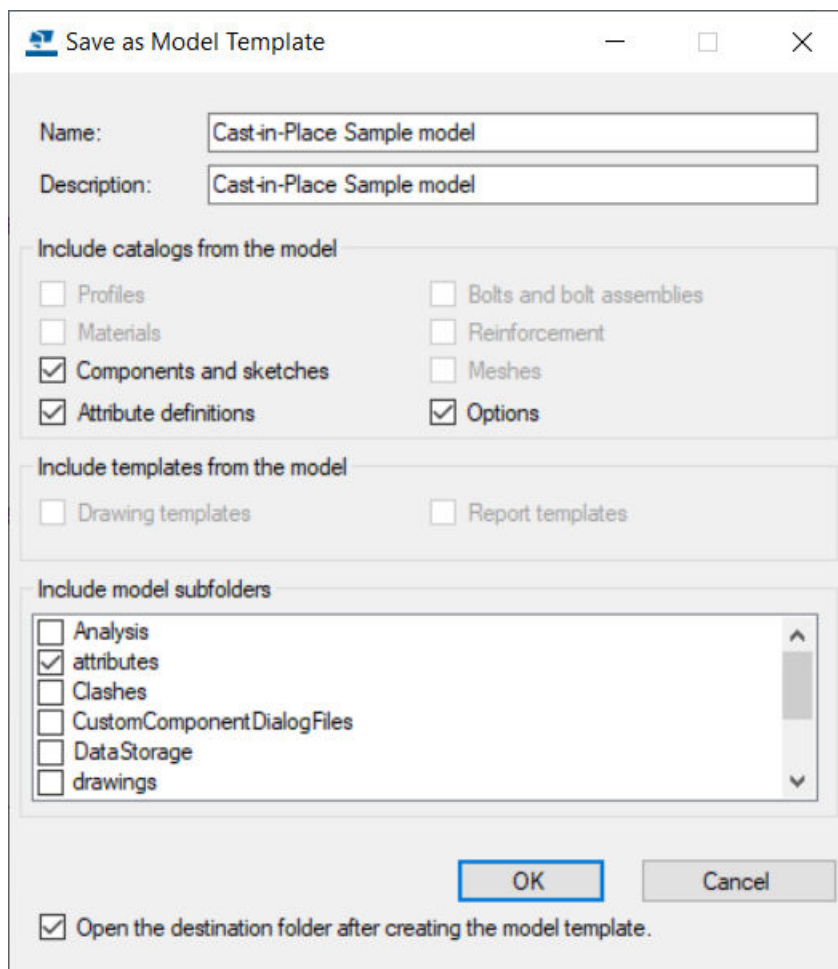 Save as Model Template
Name: Cast-in-Place Sample model
Description: Cast-in-Place Sample model
Include catalogs from the model
Profiles Bolts and bolt assemblies
Materials Reinforcement
Components and sketches Meshes
Attribute definitions Options
Include templates from the model
Drawing templates Report templates
Include model subfolders
Analysis
attributes
Clashes
CustomComponentDialogFiles
DataStorage
drawings
OK Cancel
Open the destination folder after creating the model template.